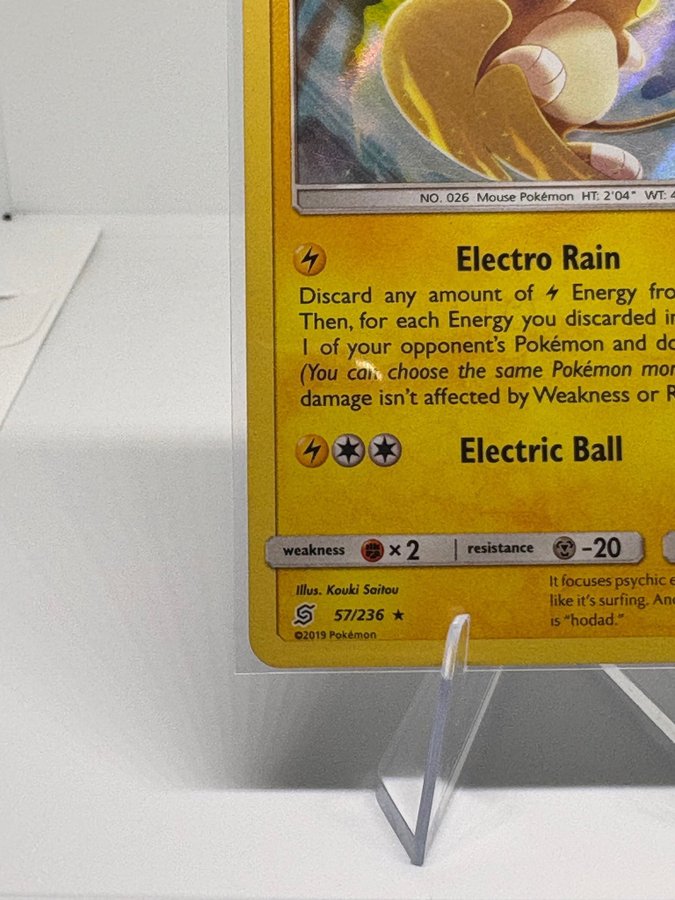 NO. 026 Mouse Pokémon HT: 2'04" WT: 4
Electro Rain
Discard any amount of Energy fro
Then, for each Energy you discarded
1 of your opponent's Pokémon and do
(You can choose the same Pokémon mor
damage isn't affected by Weakness or R
Electric Ball
weakness ×2 resistance -20
Illus. Kouki Saitou
57/236 ★
©2019 Pokémon
It focuses psychic e
like it's surfing. An
is "hodad."